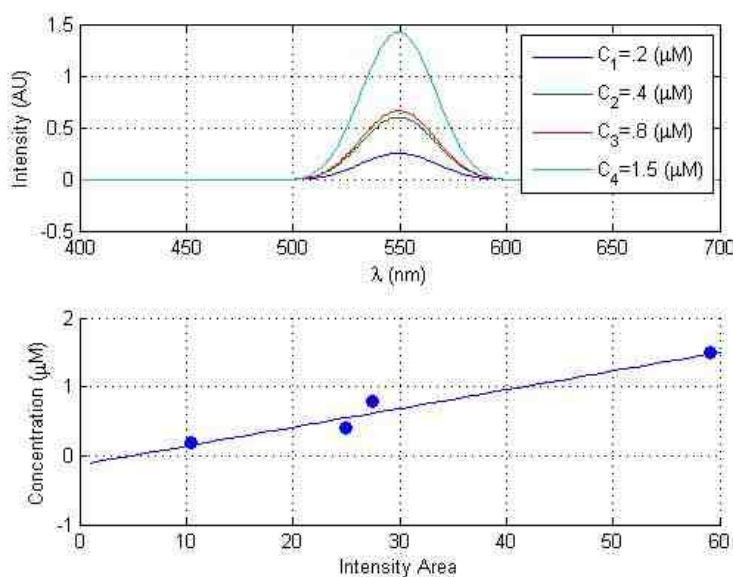 1.5
1
0.5
0
-0.5
Intensity (AU)
400 450 500 550 600 650 700
λ (nm)
C1=.2 (μM)
C2=.4 (μM)
C3=.8 (μM)
C4=1.5 (μM)
2
1
0
-1
Concentration (μM)
0 10 20 30 40 50 60
Intensity Area